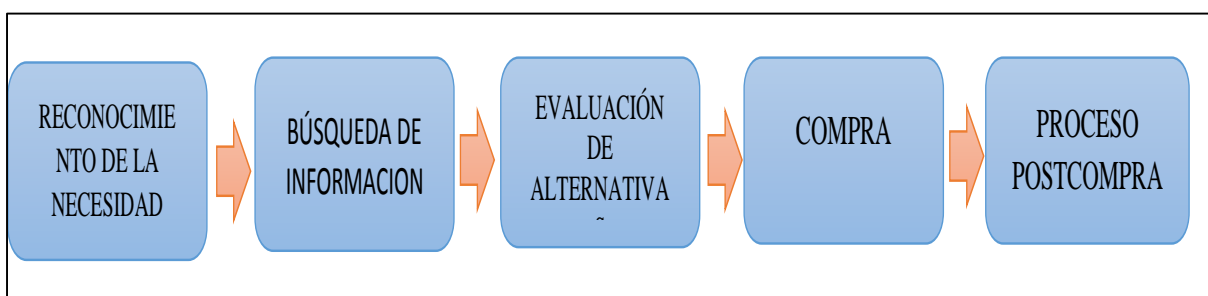 RECONOCIMIE
NTO DE LA
NECESIDAD
BÚSQUEDA DE
INFORMACION
EVALUACIÓN
DE
ALTERNATIVA
COMPRA
PROCESO
POSTCOMPRA